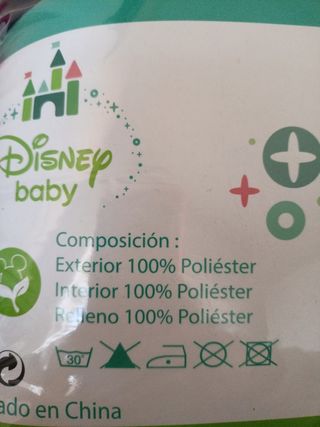 Disney
baby
Composición :
Exterior 100% Poliéster
Interior 100% Poliéster
Relleno 100% Poliéster
30°
ado en China